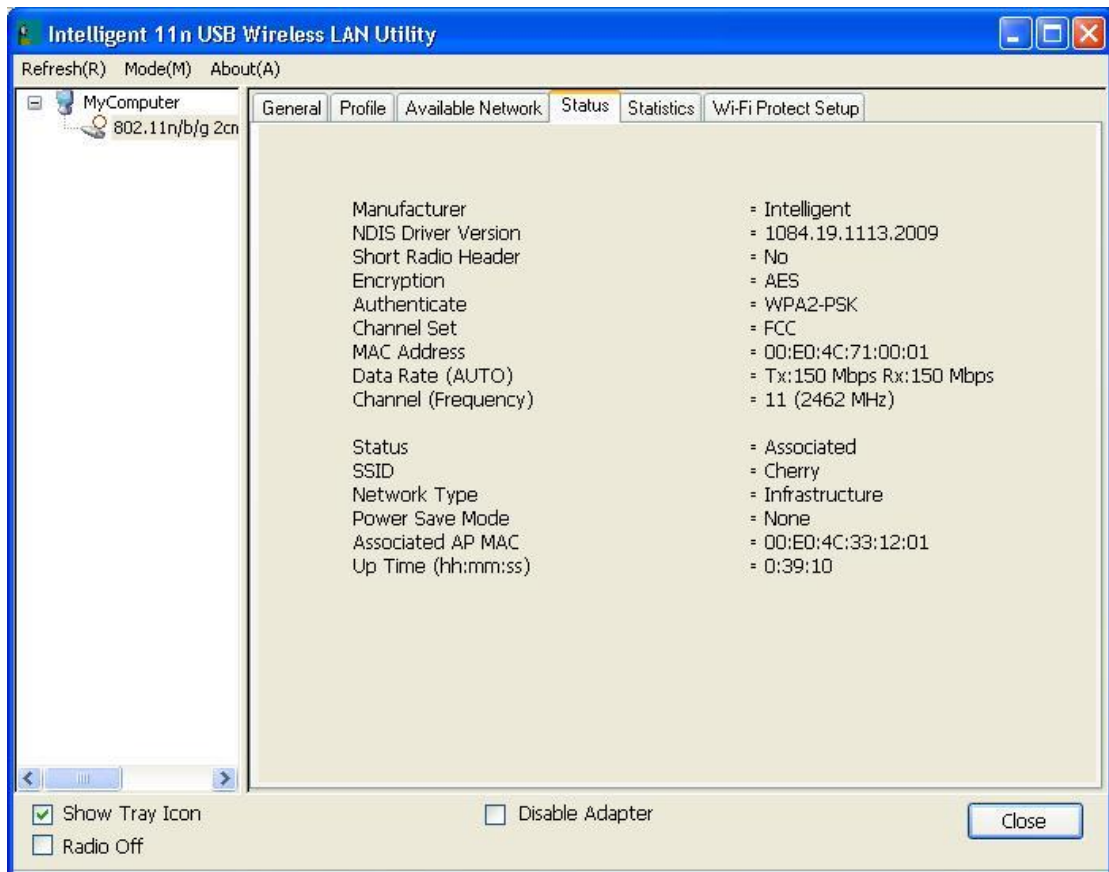 Intelligent 11n USB Wireless LAN Utility
Refresh(R) Mode(M) About(A)
MyComputer
802.11n/b/g 2cn
General Profile Available Network Status Statistics Wi-Fi Protect Setup
Manufacturer = Intelligent
NDIS Driver Version = 1084.19.1113.2009
Short Radio Header = No
Encryption = AES
Authenticate = WPA2-PSK
Channel Set = FCC
MAC Address = 00:E0:4C:71:00:01
Data Rate (AUTO) = Tx:150 Mbps Rx:150 Mbps
Channel (Frequency) = 11 (2462 MHz)
Status = Associated
SSID = Cherry
Network Type = Infrastructure
Power Save Mode = None
Associated AP MAC = 00:E0:4C:33:12:01
Up Time (hh:mm:ss) = 0:39:10
Show Tray Icon
Disable Adapter
Close
Radio Off